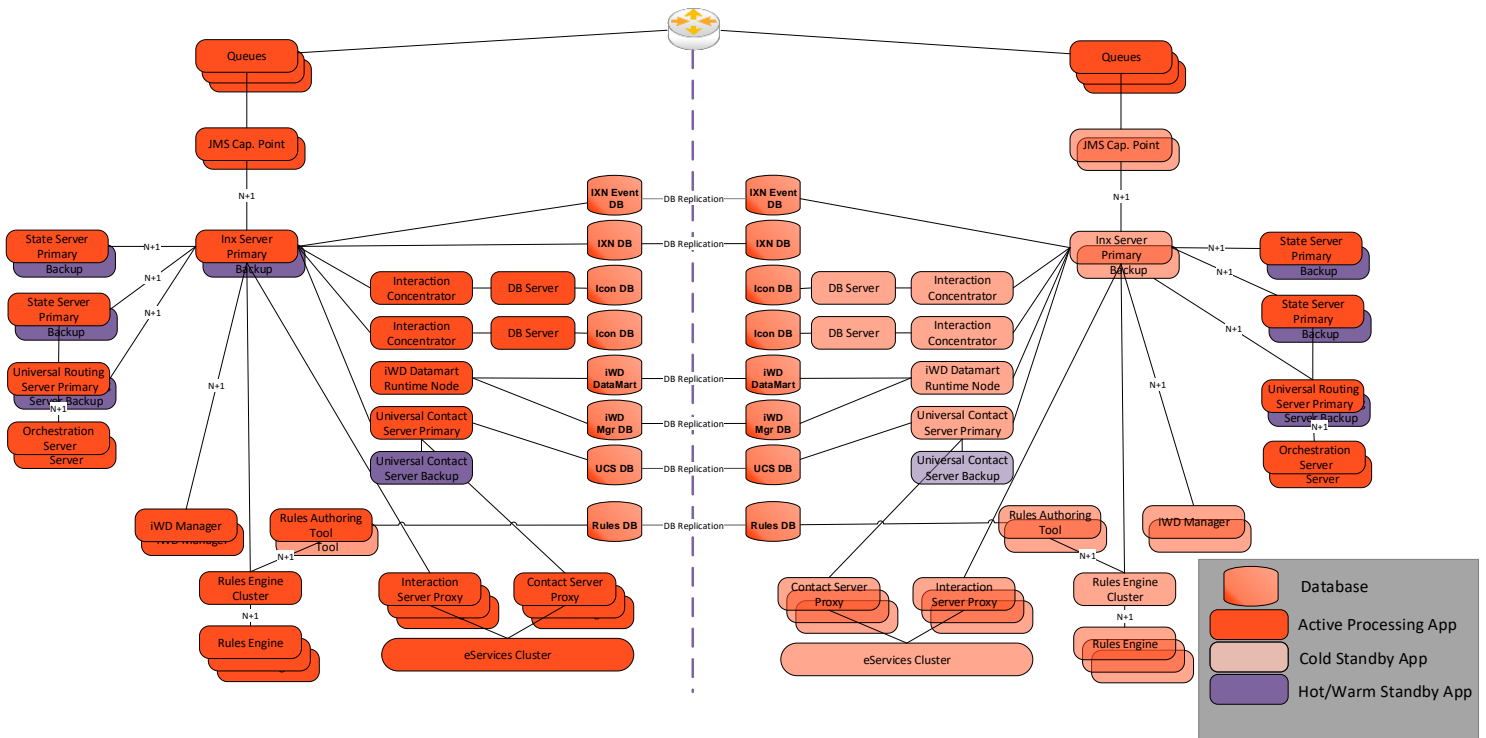 Queues
Queues
JMS Cap. Point
JMS Cap. Point
N+1
N+1
IXN Event
DB
DB Replication
IXN Event
DB
State Server
Primary
Backup
N+1
Inx Server
Primary
Backup
IXN DB
DB Replication
IXN DB
Inx Server
Primary
Backup
N+1
State Server
Primary
Backup
N+1
N+1
Interaction
Concentrator
DB Server
Icon DB
Icon DB
DB Server
Interaction
Concentrator
State Server
Primary
Backup
N+1
State Server
Primary
Backup
N+1
Interaction
Concentrator
DB Server
Icon DB
Icon DB
DB Server
Interaction
Concentrator
Universal Routing
Server Primary
Server Backup
N+1
N+1
iWD Datamart
Runtime Node
iWD
DataMart
DB Replication
iWD
DataMart
iWD Datamart
Runtime Node
N+1
Universal Routing
Server Primary
Server Backup
N+1
Orchestration
Server
Server
Universal Contact
Server Primary
iWD
Mgr DB
DB Replication
iWD
Mgr DB
Universal Contact
Server Primary
Orchestration
Server
Server
Universal Contact
Server Backup
UCS DB
DB Replication
UCS DB
Universal Contact
Server Backup
iWD Manager
iWD Manager
Rules Authoring
Tool
Tool
Rules DB
DB Replication
Rules DB
Rules Authoring
Tool
iWD Manager
N+1
N+1
Rules Engine
Cluster
Interaction
Server Proxy
Contact Server
Proxy
Contact Server
Proxy
Interaction
Server Proxy
Rules Engine
Cluster
N+1
N+1
Rules Engine
eServices Cluster
eServices Cluster
Rules Engine
Database
Active Processing App
Cold Standby App
Hot/Warm Standby App